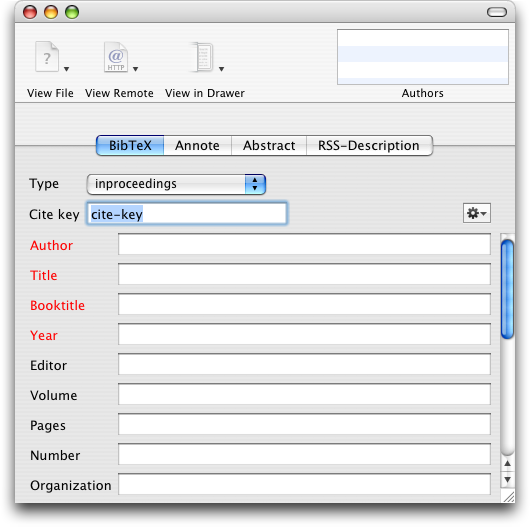 ?
@
HTTP
View File View Remote View in Drawer Authors
BibTeX Annote Abstract RSS-Description
Type inproceedings
Cite key cite-key
Author
Title
Booktitle
Year
Editor
Volume
Pages
Number
Organization